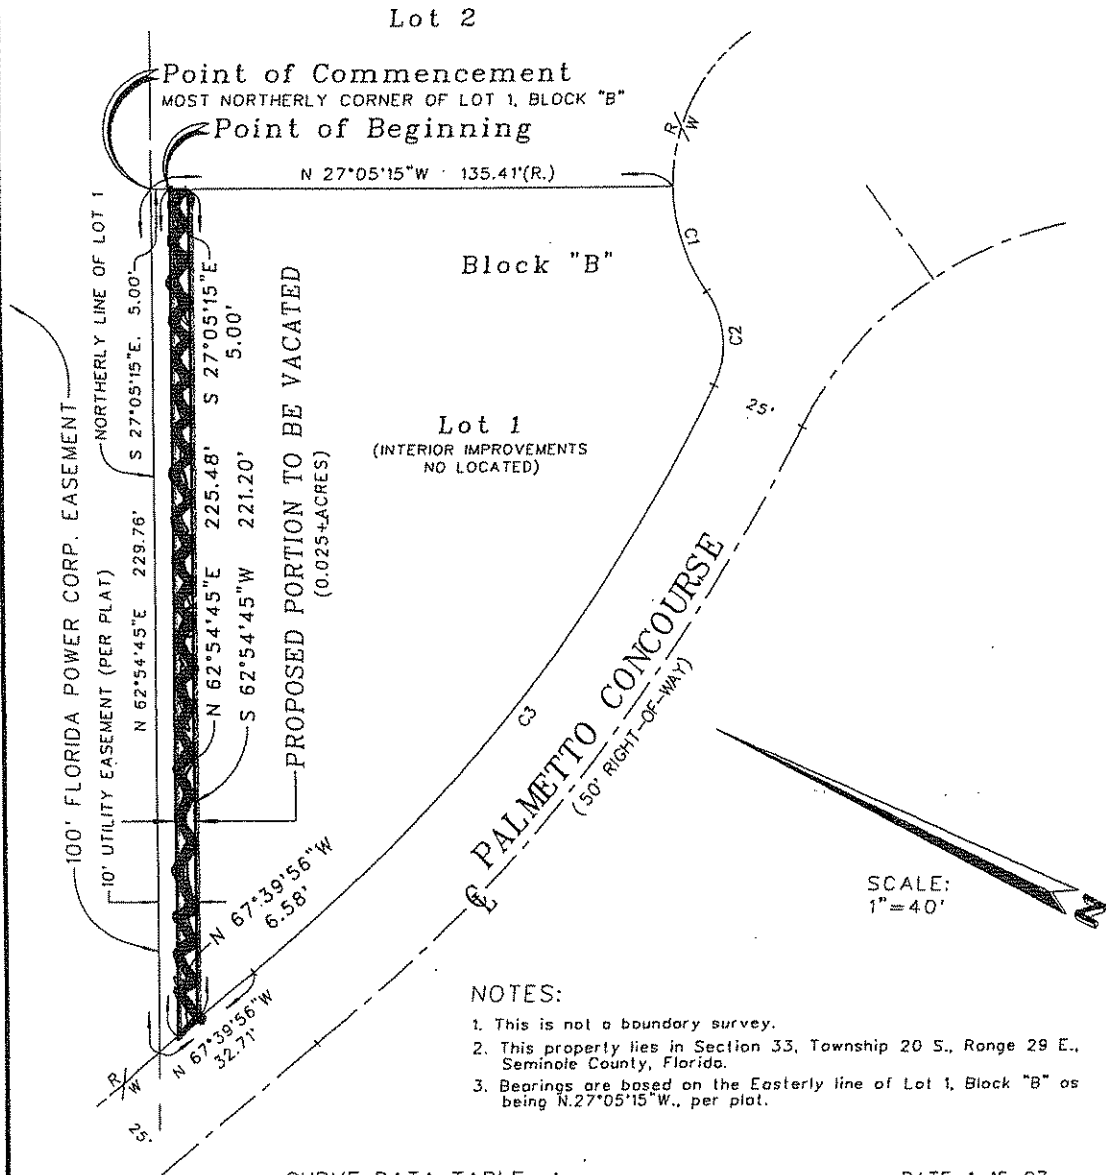 Lot 2
Point of Commencement
MOST NORTHERLY CORNER OF LOT 1, BLOCK "B"
Point of Beginning
R/W
N 27°05'15"W 135.41'(R.)
NORTHERLY LINE OF LOT 1
S 27°05'15"E. 5.00'
S 27°05'15"E
5.00'
C1
Block "B"
C2
25'
100' FLORIDA POWER CORP. EASEMENT
10' UTILITY EASEMENT (PER PLAT)
N 62°54'45"E 229.76'
N 62°54'45"E 225.48'
S 62°54'45"W 221.20'
PROPOSED PORTION TO BE VACATED
(0.025±ACRES)
Lot 1
(INTERIOR IMPROVEMENTS
NO LOCATED)
C3
PALMETTO CONCOURSE
(50' RIGHT-OF-WAY)
CL
N 67°39'56"W
6.58'
N 67°39'56"W
32.71'
R/W
25'
SCALE:
1"=40'
N
NOTES:
1. This is not a boundary survey.
2. This property lies in Section 33, Township 20 S., Range 29 E.,
Seminole County, Florida.
3. Bearings are based on the Easterly line of Lot 1, Block "B" as
being N.27°05'15"W., per plat.